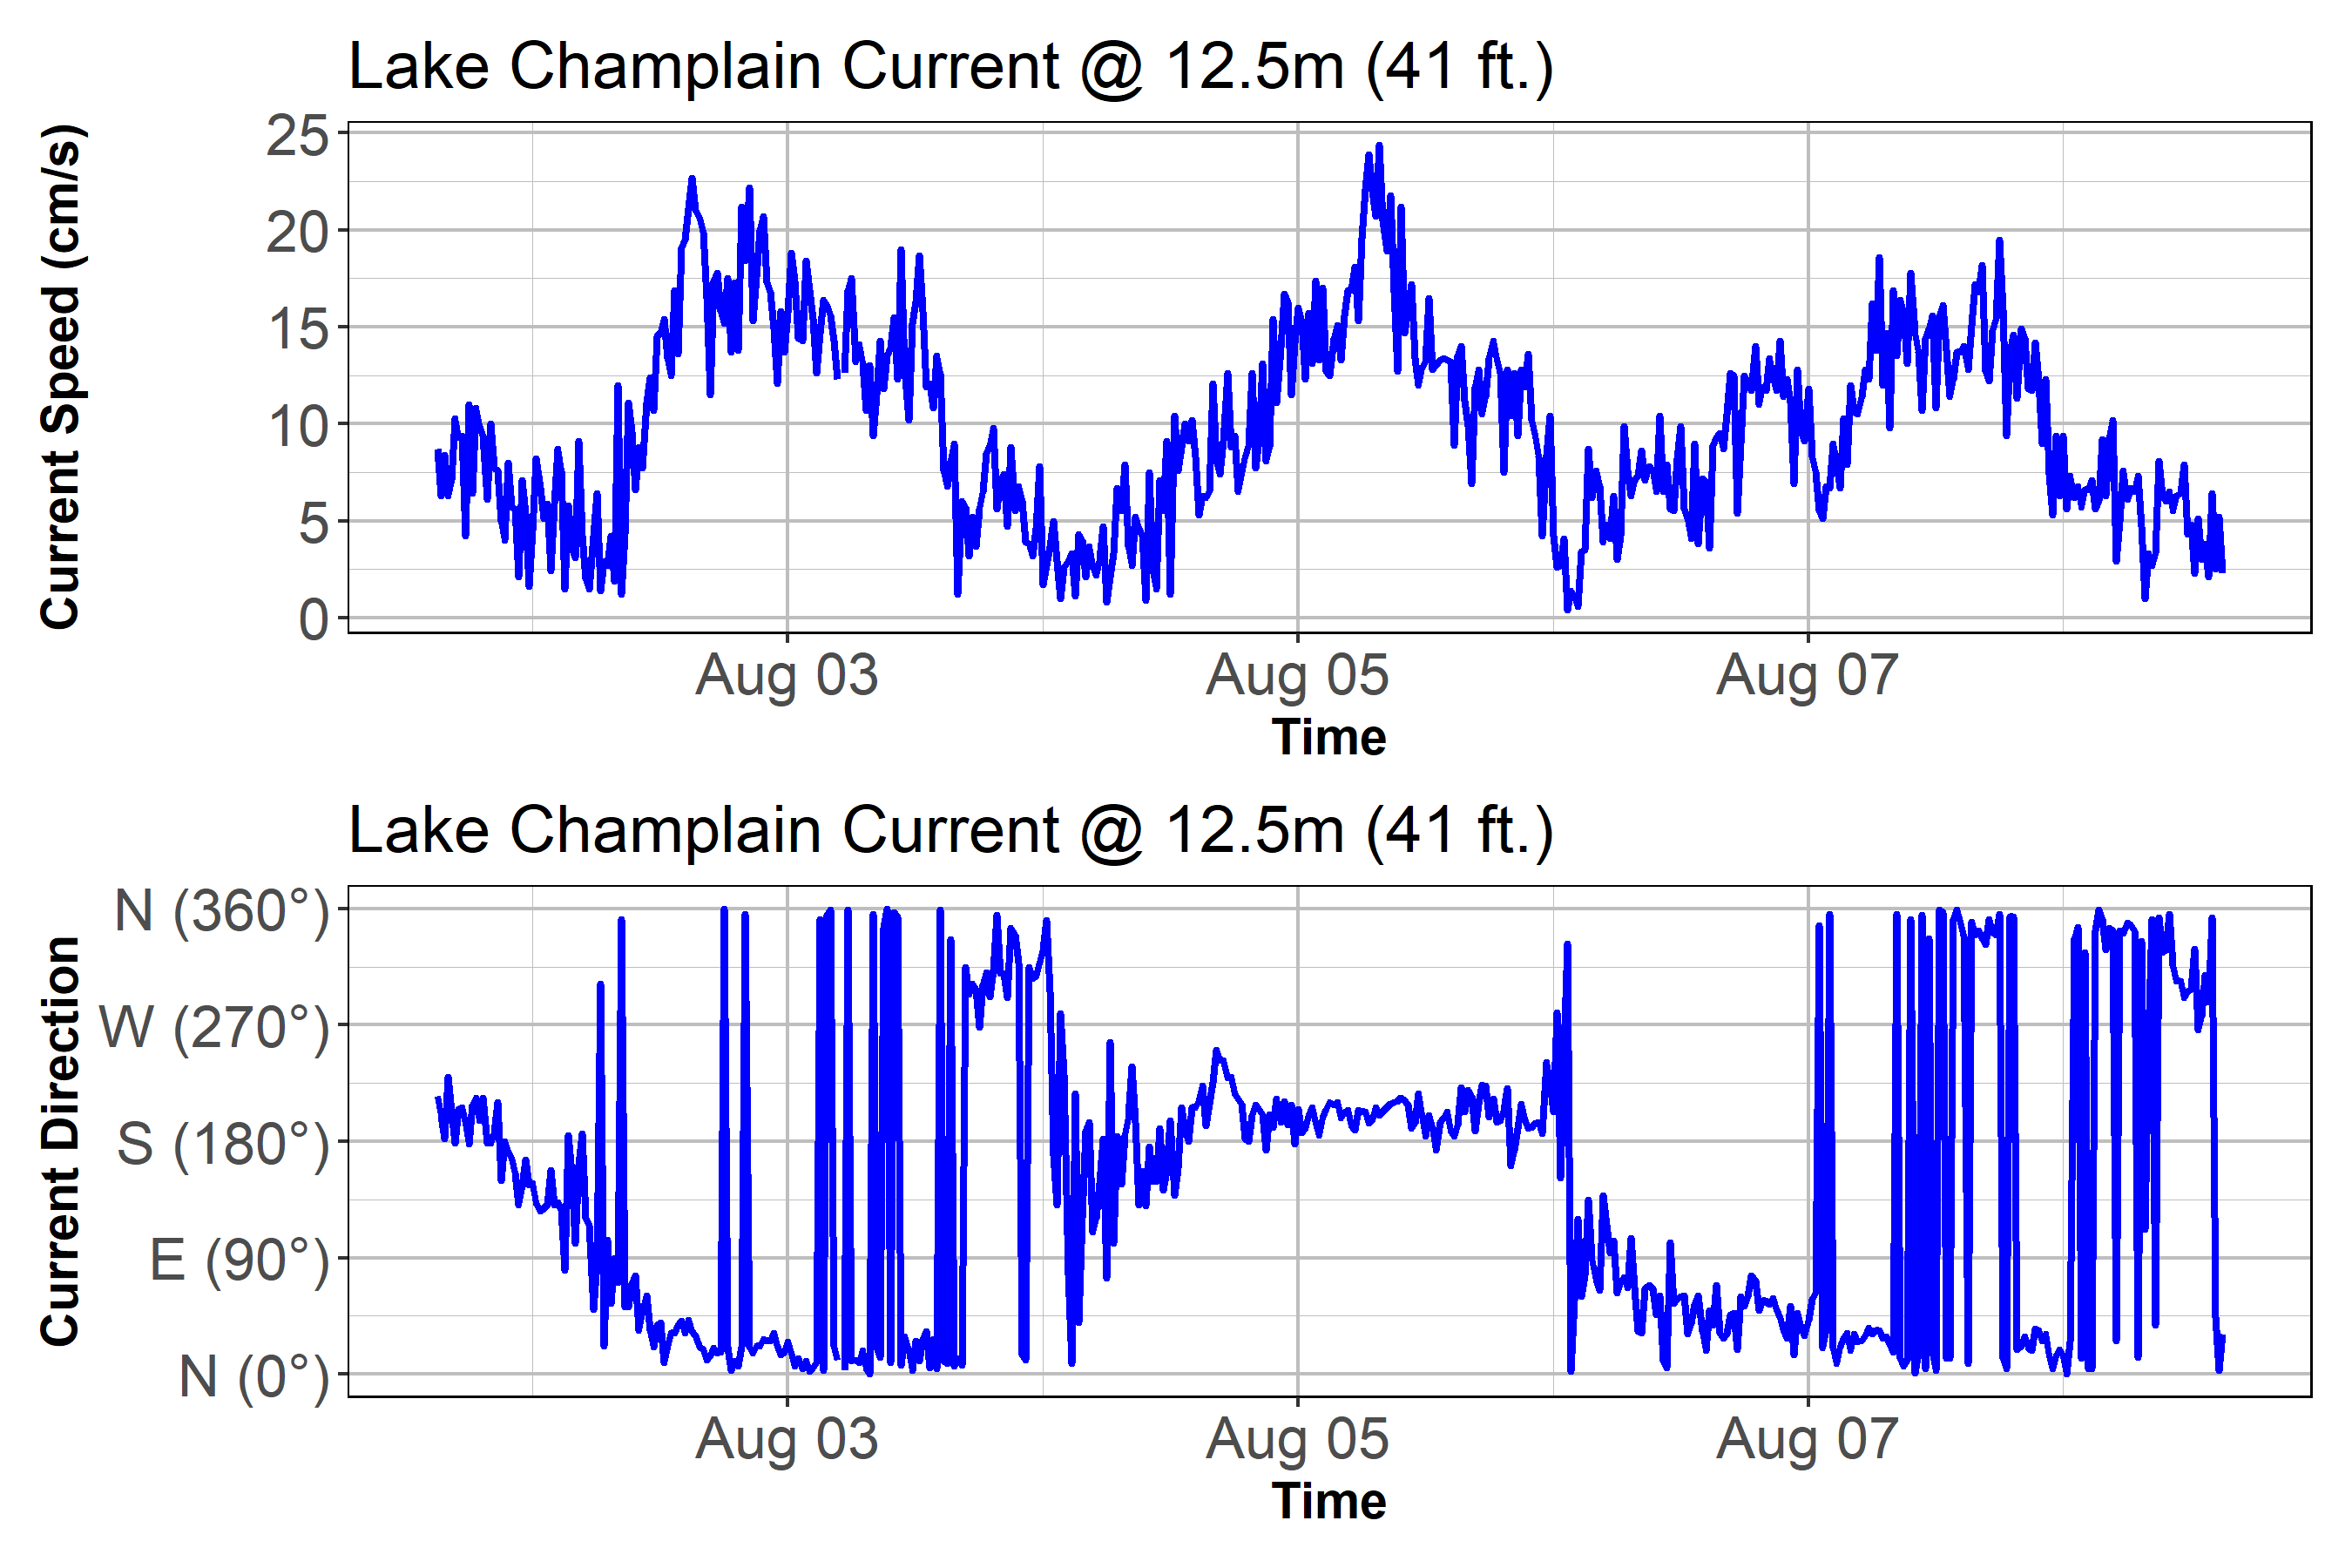 Lake Champlain Current @ 12.5m (41 ft.)
Current Speed (cm/s)
25
20
15
10
5
0
Aug 03 Aug 05 Aug 07
Time
Lake Champlain Current @ 12.5m (41 ft.)
Current Direction
N (360°)
W (270°)
S (180°)
E (90°)
N (0°)
Aug 03 Aug 05 Aug 07
Time